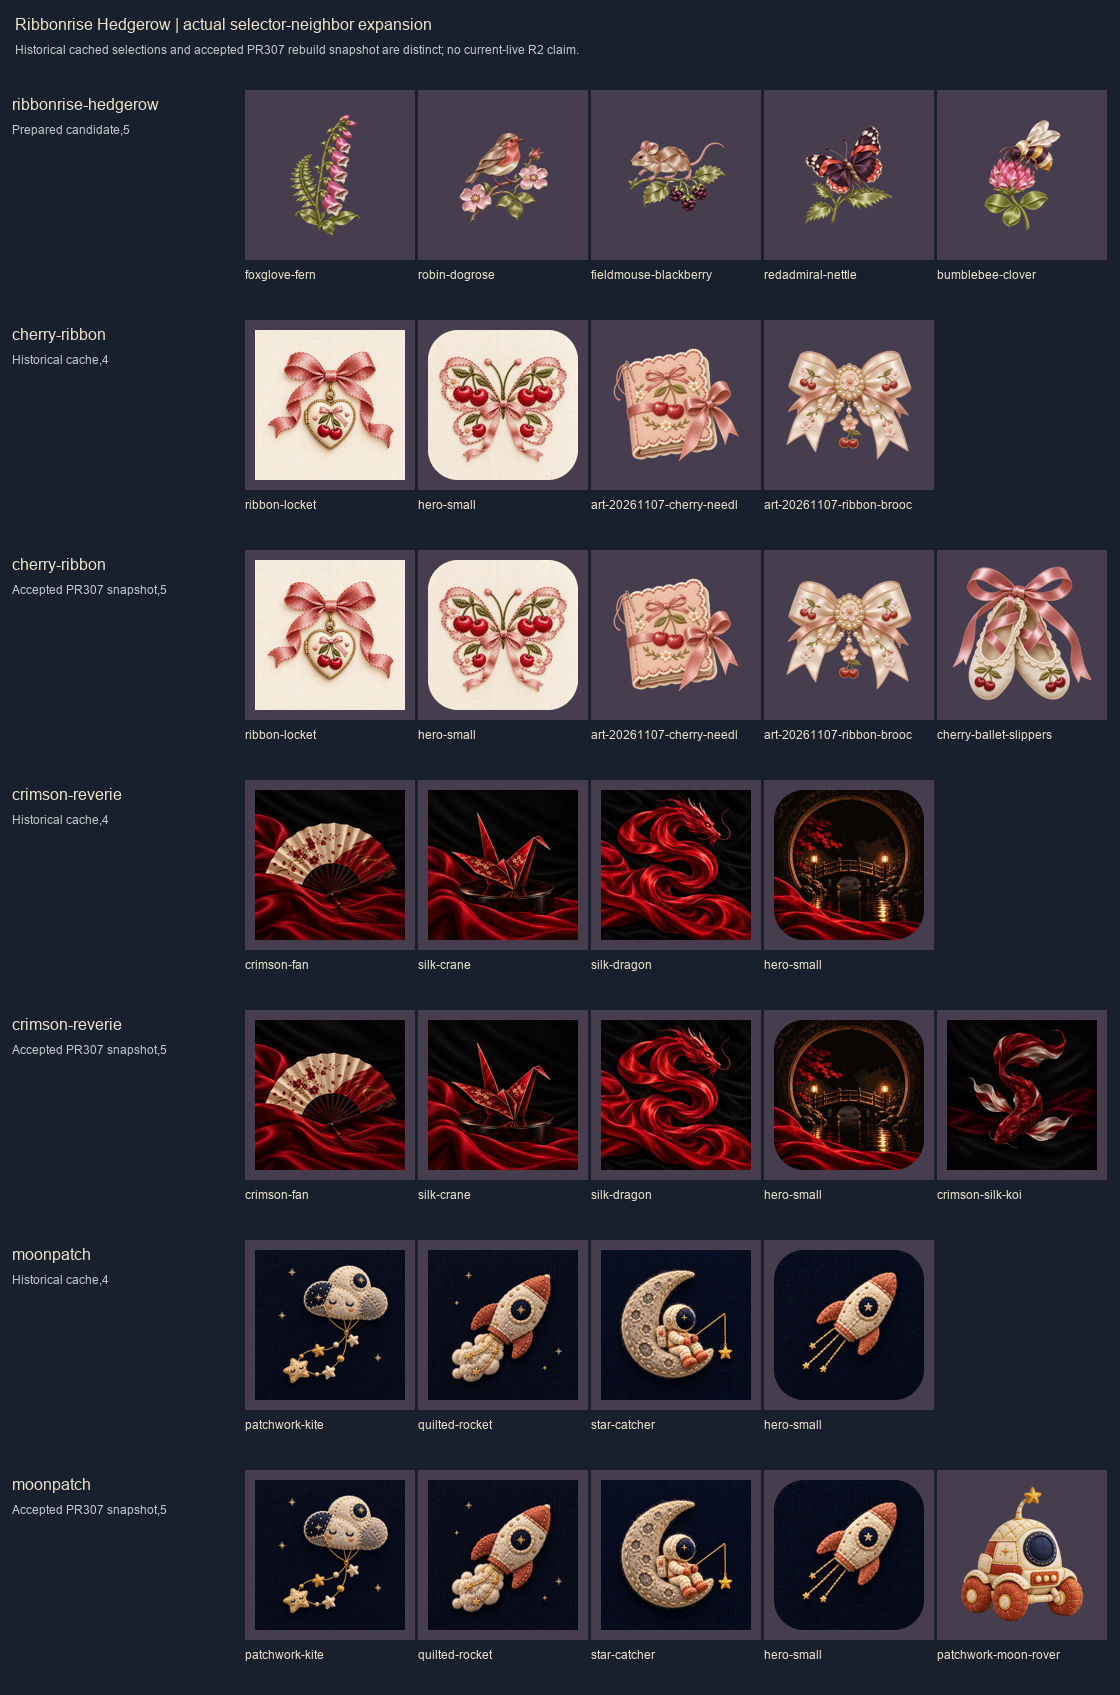 Ribbonrise Hedgerow | actual selector-neighbor expansion
Historical cached selections and accepted PR307 rebuild snapshot are distinct; no current-live R2 claim.
ribbonrise-hedgerow
Prepared candidate,5
foxglove-fern
robin-dogrose
fieldmouse-blackberry
redadmiral-nettle
bumblebee-clover
cherry-ribbon
Historical cache,4
ribbon-locket
hero-small
art-20261107-cherry-needl
art-20261107-ribbon-brooc
cherry-ribbon
Accepted PR307 snapshot,5
ribbon-locket
hero-small
art-20261107-cherry-needl
art-20261107-ribbon-brooc
cherry-ballet-slippers
crimson-reverie
Historical cache,4
crimson-fan
silk-crane
silk-dragon
hero-small
crimson-reverie
Accepted PR307 snapshot,5
crimson-fan
silk-crane
silk-dragon
hero-small
crimson-silk-koi
moonpatch
Historical cache,4
patchwork-kite
quilted-rocket
star-catcher
hero-small
moonpatch
Accepted PR307 snapshot,5
patchwork-kite
quilted-rocket
star-catcher
hero-small
patchwork-moon-rover